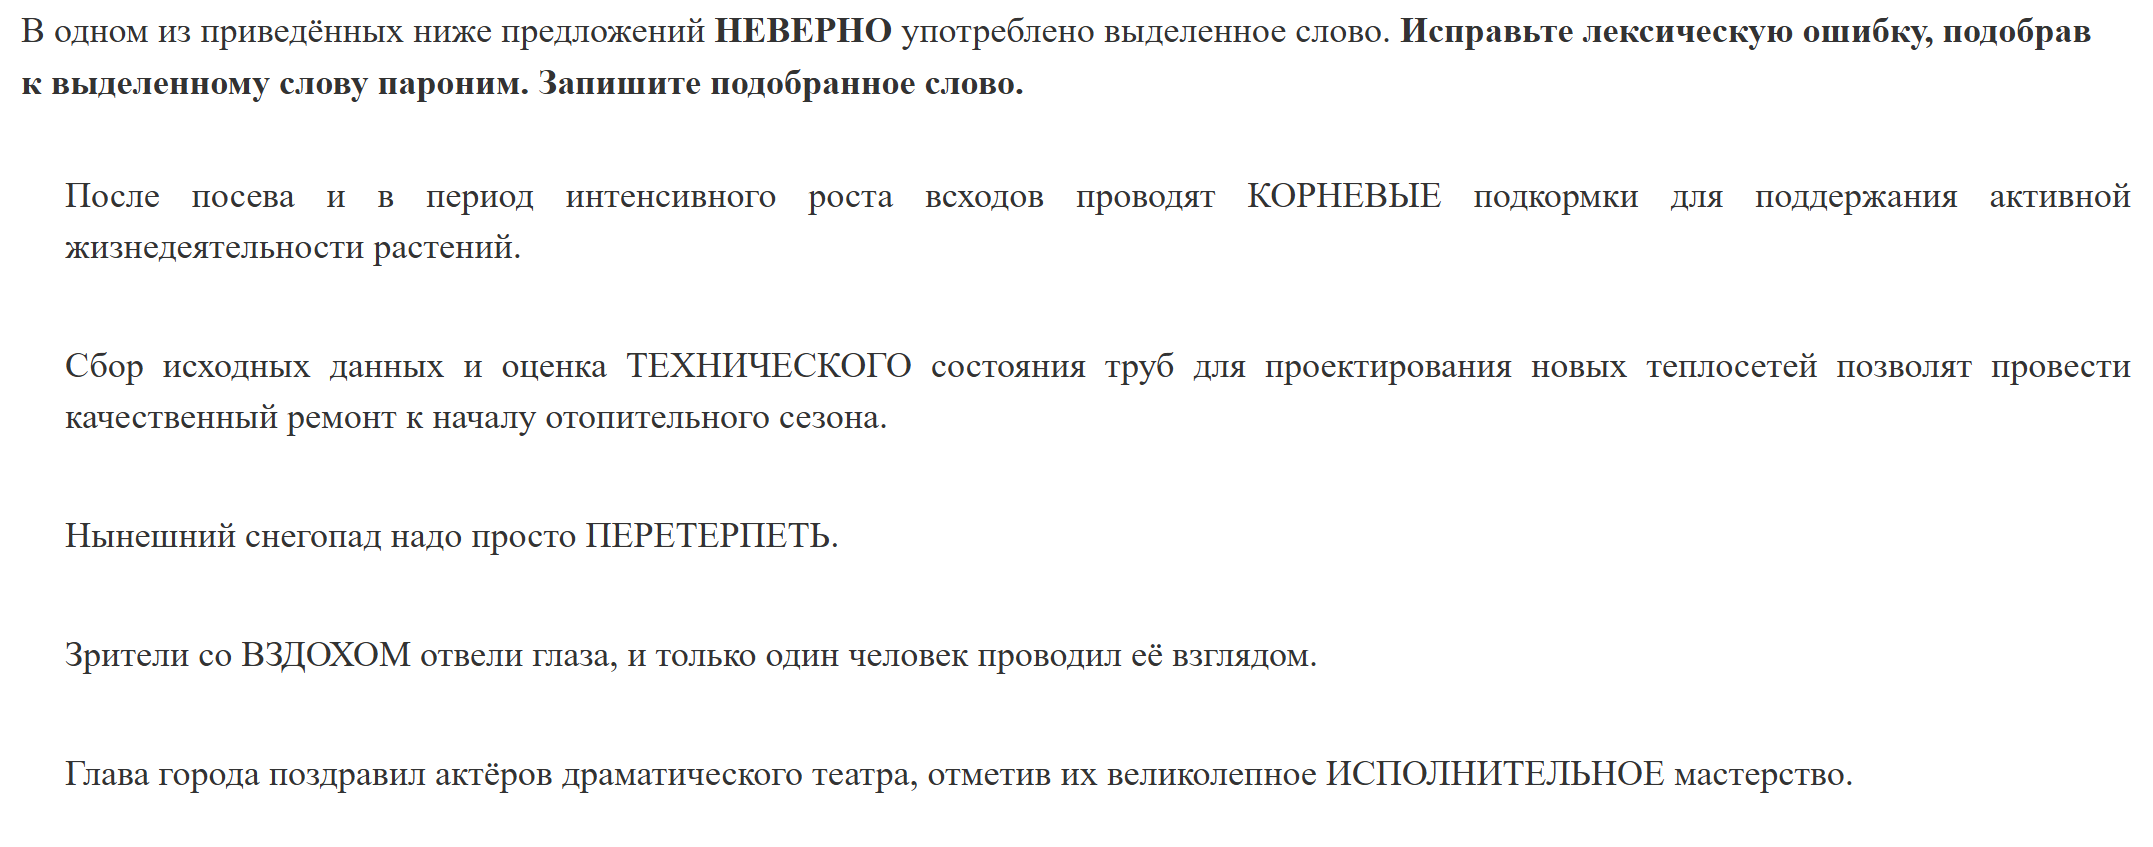 В одном из приведённых ниже предложений НЕВЕРНО употреблено выделенное слово. Исправьте лексическую ошибку, подобрав
к выделенному слову пароним. Запишите подобранное слово.
После посева и в период интенсивного роста всходов проводят КОРНЕВЫЕ подкормки для поддержания активной
жизнедеятельности растений.
Сбор исходных данных и оценка ТЕХНИЧЕСКОГО состояния труб для проектирования новых теплосетей позволят провести
качественный ремонт к началу отопительного сезона.
Нынешний снегопад надо просто ПЕРЕТЕРПЕТЬ.
Зрители со ВЗДОХОМ отвели глаза, и только один человек проводил её взглядом.
Глава города поздравил актёров драматического театра, отметив их великолепное ИСПОЛНИТЕЛЬНОЕ мастерство.